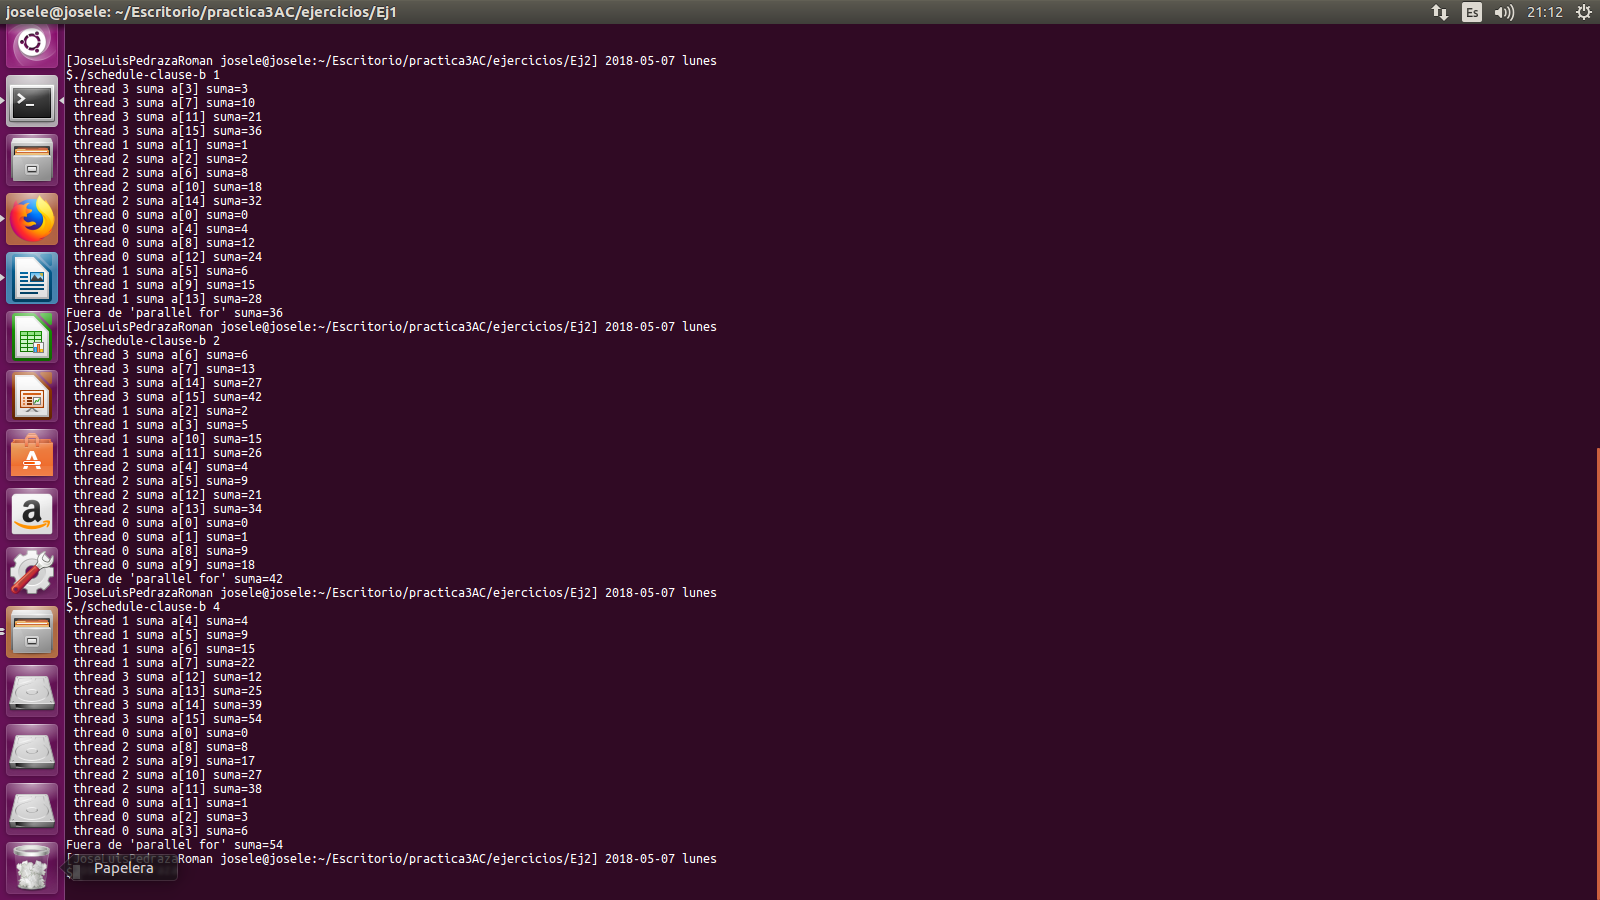 josele@josele: ~/Escritorio/practica3AC/ejercicios/Ej1
Es
21:12
[JoseLuisPedrazaRoman josele@josele:~/Escritorio/practica3AC/ejercicios/Ej2] 2018-05-07 lunes
$./schedule-clause-b 1
thread 3 suma a[3] suma=3
thread 3 suma a[7] suma=10
thread 3 suma a[11] suma=21
thread 3 suma a[15] suma=36
thread 1 suma a[1] suma=1
thread 2 suma a[2] suma=2
thread 2 suma a[6] suma=8
thread 2 suma a[10] suma=18
thread 2 suma a[14] suma=32
thread 0 suma a[0] suma=0
thread 0 suma a[4] suma=4
thread 0 suma a[8] suma=12
thread 0 suma a[12] suma=24
thread 1 suma a[5] suma=6
thread 1 suma a[9] suma=15
thread 1 suma a[13] suma=28
Fuera de 'parallel for' suma=36
[JoseLuisPedrazaRoman josele@josele:~/Escritorio/practica3AC/ejercicios/Ej2] 2018-05-07 lunes
$./schedule-clause-b 2
thread 3 suma a[6] suma=6
thread 3 suma a[7] suma=13
thread 3 suma a[14] suma=27
thread 3 suma a[15] suma=42
thread 1 suma a[2] suma=2
thread 1 suma a[3] suma=5
thread 1 suma a[10] suma=15
thread 1 suma a[11] suma=26
thread 2 suma a[4] suma=4
thread 2 suma a[5] suma=9
thread 2 suma a[12] suma=21
thread 2 suma a[13] suma=34
thread 0 suma a[0] suma=0
thread 0 suma a[1] suma=1
thread 0 suma a[8] suma=9
thread 0 suma a[9] suma=18
Fuera de 'parallel for' suma=42
[JoseLuisPedrazaRoman josele@josele:~/Escritorio/practica3AC/ejercicios/Ej2] 2018-05-07 lunes
$./schedule-clause-b 4
thread 1 suma a[4] suma=4
thread 1 suma a[5] suma=9
thread 1 suma a[6] suma=15
thread 1 suma a[7] suma=22
thread 3 suma a[12] suma=12
thread 3 suma a[13] suma=25
thread 3 suma a[14] suma=39
thread 3 suma a[15] suma=54
thread 0 suma a[0] suma=0
thread 2 suma a[8] suma=8
thread 2 suma a[9] suma=17
thread 2 suma a[10] suma=27
thread 2 suma a[11] suma=38
thread 0 suma a[1] suma=1
thread 0 suma a[2] suma=3
thread 0 suma a[3] suma=6
Fuera de 'parallel for' suma=54
[JoseLuisPedrazaRoman josele@josele:~/Escritorio/practica3AC/ejercicios/Ej2] 2018-05-07 lunes
$
Papelera